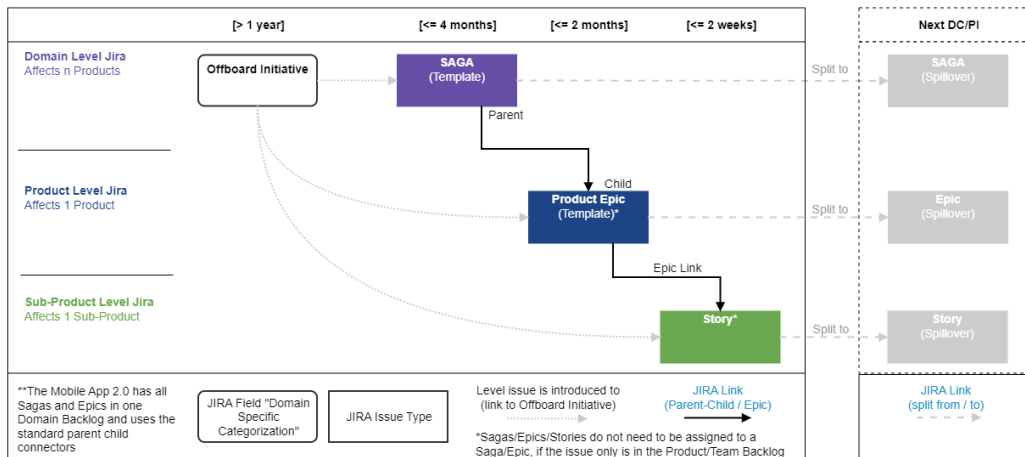 [> 1 year]
[<= 4 months]
[<= 2 months]
[<= 2 weeks]
Next DC/PI
Domain Level Jira
Affects n Products
Offboard Initiative
SAGA
(Template)
Split to
SAGA
(Spillover)
Parent
Product Level Jira
Affects 1 Product
Child
Product Epic
(Template)*
Split to
Epic
(Spillover)
Epic Link
Sub-Product Level Jira
Affects 1 Sub-Product
Story*
Split to
Story
(Spillover)
**The Mobile App 2.0 has all
Sagas and Epics in one
Domain Backlog and uses the
standard parent child
connectors
JIRA Field "Domain
Specific
Categorization"
JIRA Issue Type
Level issue is introduced to
(link to Offboard Initiative)
JIRA Link
(Parent-Child / Epic)
*Sagas/Epics/Stories do not need to be assigned to a
Saga/Epic, if the issue only is in the Product/Team Backlog
JIRA Link
(split from / to)